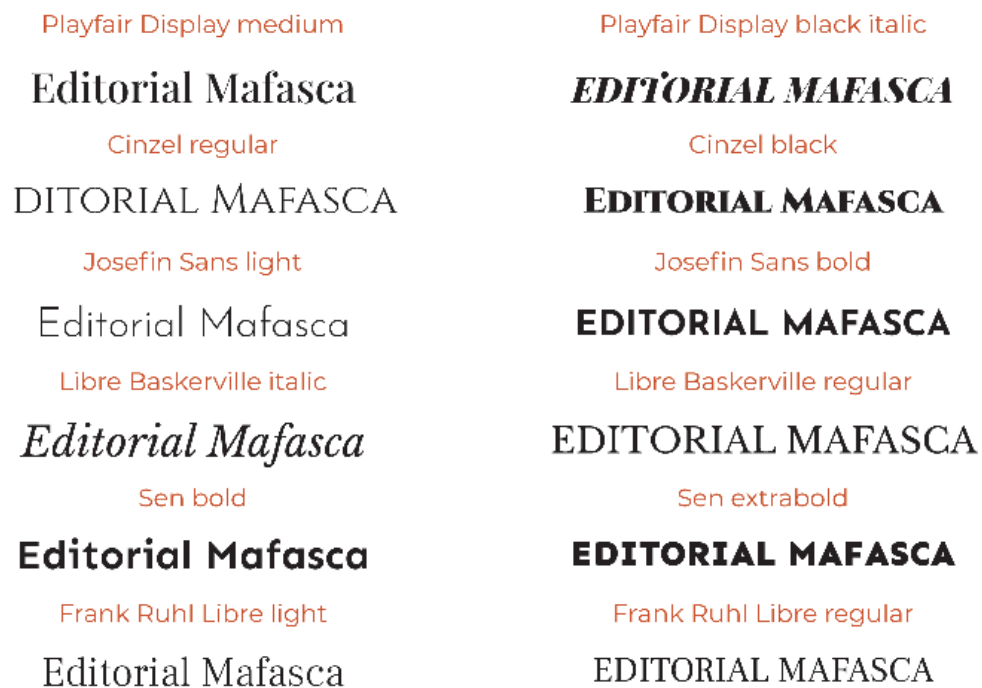 Playfair Display medium
Playfair Display black italic
Editorial Mafasca
EDITORIAL MAFASCA
Cinzel regular
Cinzel black
DITORIAL MAFASCA
EDITORIAL MAFASCA
Josefin Sans light
Josefin Sans bold
Editorial Mafasca
EDITORIAL MAFASCA
Libre Baskerville italic
Libre Baskerville regular
Editorial Mafasca
EDITORIAL MAFASCA
Sen bold
Sen extrabold
Editorial Mafasca
EDITORIAL MAFASCA
Frank Ruhl Libre light
Frank Ruhl Libre regular
Editorial Mafasca
EDITORIAL MAFASCA